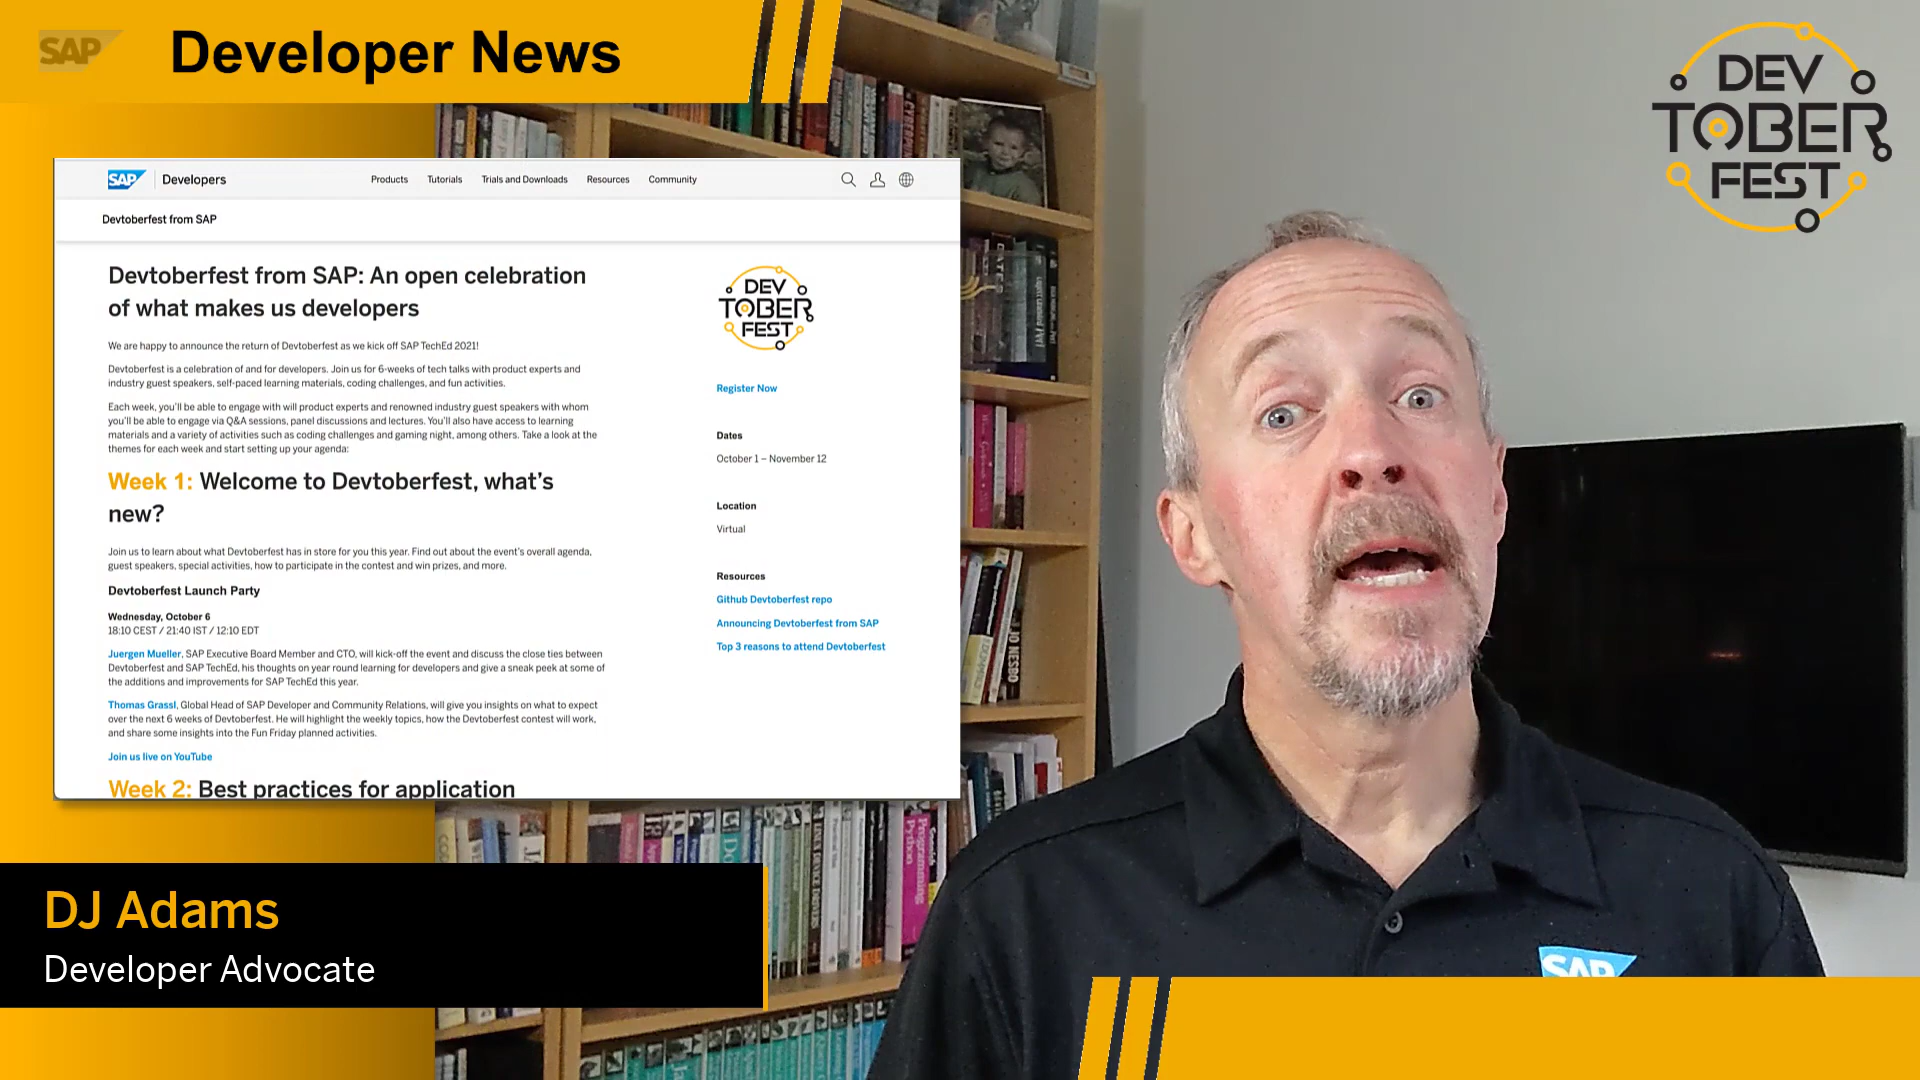 SAP
Developer News
DEV
TOBER
FEST
SAP Developers
Products Tutorials Trials and Downloads Resources Community
Devtoberfest from SAP
Devtoberfest from SAP: An open celebration
of what makes us developers
We are happy to announce the return of Devtoberfest as we kick off SAP TechEd 2021!
Devtoberfest is a celebration of and for developers. Join us for 6-weeks of tech talks with product experts and
industry guest speakers, self-paced learning materials, coding challenges, and fun activities.
Each week, you'll be able to engage with will product experts and renowned industry guest speakers with whom
you'll be able to engage via Q&A sessions, panel discussions and lectures. You'll also have access to learning
materials and a variety of activities such as coding challenges and gaming night, among others. Take a look at the
themes for each week and start setting up your agenda:
Week 1: Welcome to Devtoberfest, what's
new?
Join us to learn about what Devtoberfest has in store for you this year. Find out about the event's overall agenda,
guest speakers, special activities, how to participate in the contest and win prizes, and more.
Devtoberfest Launch Party
Wednesday, October 6
18:10 CEST / 21:40 IST / 12:10 EDT
Juergen Mueller, SAP Executive Board Member and CTO, will kick-off the event and discuss the close ties between
Devtoberfest and SAP TechEd, his thoughts on year round learning for developers and give a sneak peek at some of
the additions and improvements for SAP TechEd this year.
Thomas Grassl, Global Head of SAP Developer and Community Relations, will give you insights on what to expect
over the next 6 weeks of Devtoberfest. He will highlight the weekly topics, how the Devtoberfest contest will work,
and share some insights into the Fun Friday planned activities.
Join us live on YouTube
Week 2: Best practices for application
DEV
TOBER
FEST
Register Now
Dates
October 1 – November 12
Location
Virtual
Resources
Github Devtoberfest repo
Announcing Devtoberfest from SAP
Top 3 reasons to attend Devtoberfest
JO NESBO
Programming
Python
DJ Adams
Developer Advocate
SAP